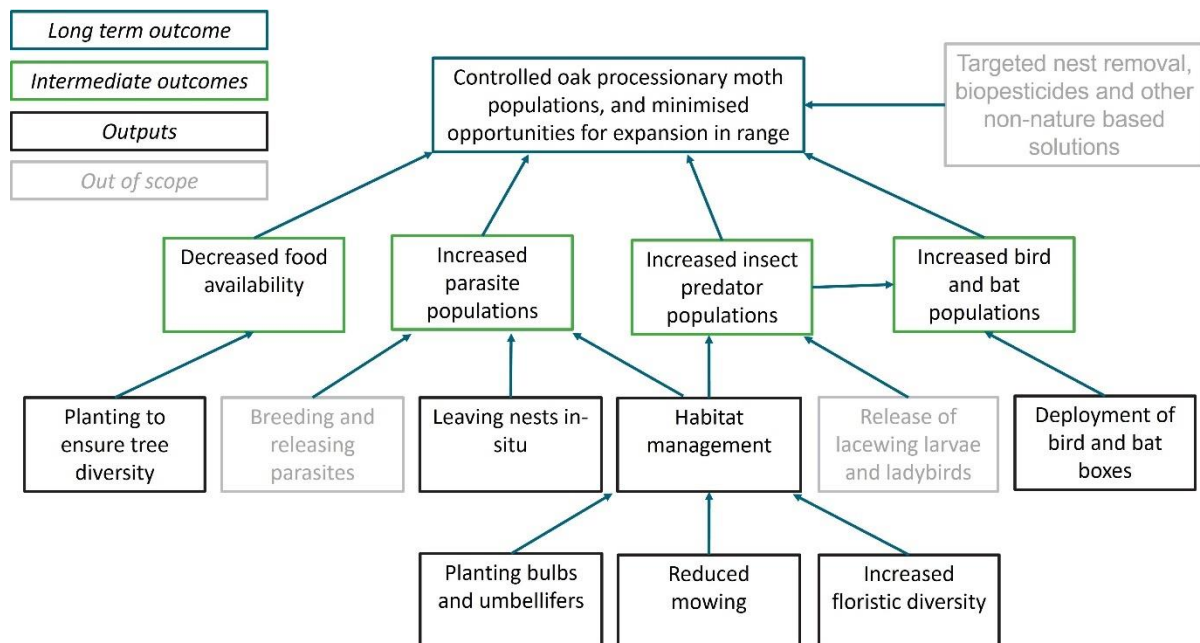 Long term outcome
Intermediate outcomes
Outputs
Out of scope
Controlled oak processionary moth
populations, and minimised
opportunities for expansion in range
Targeted nest removal,
biopesticides and other
non-nature based
solutions
Decreased food
availability
Increased
parasite
populations
Increased insect
predator
populations
Increased bird
and bat
populations
Planting to
ensure tree
diversity
Breeding and
releasing
parasites
Leaving nests in-
situ
Habitat
management
Release of
lacewing larvae
and ladybirds
Deployment of
bird and bat
boxes
Planting bulbs
and umbellifers
Reduced
mowing
Increased
floristic diversity